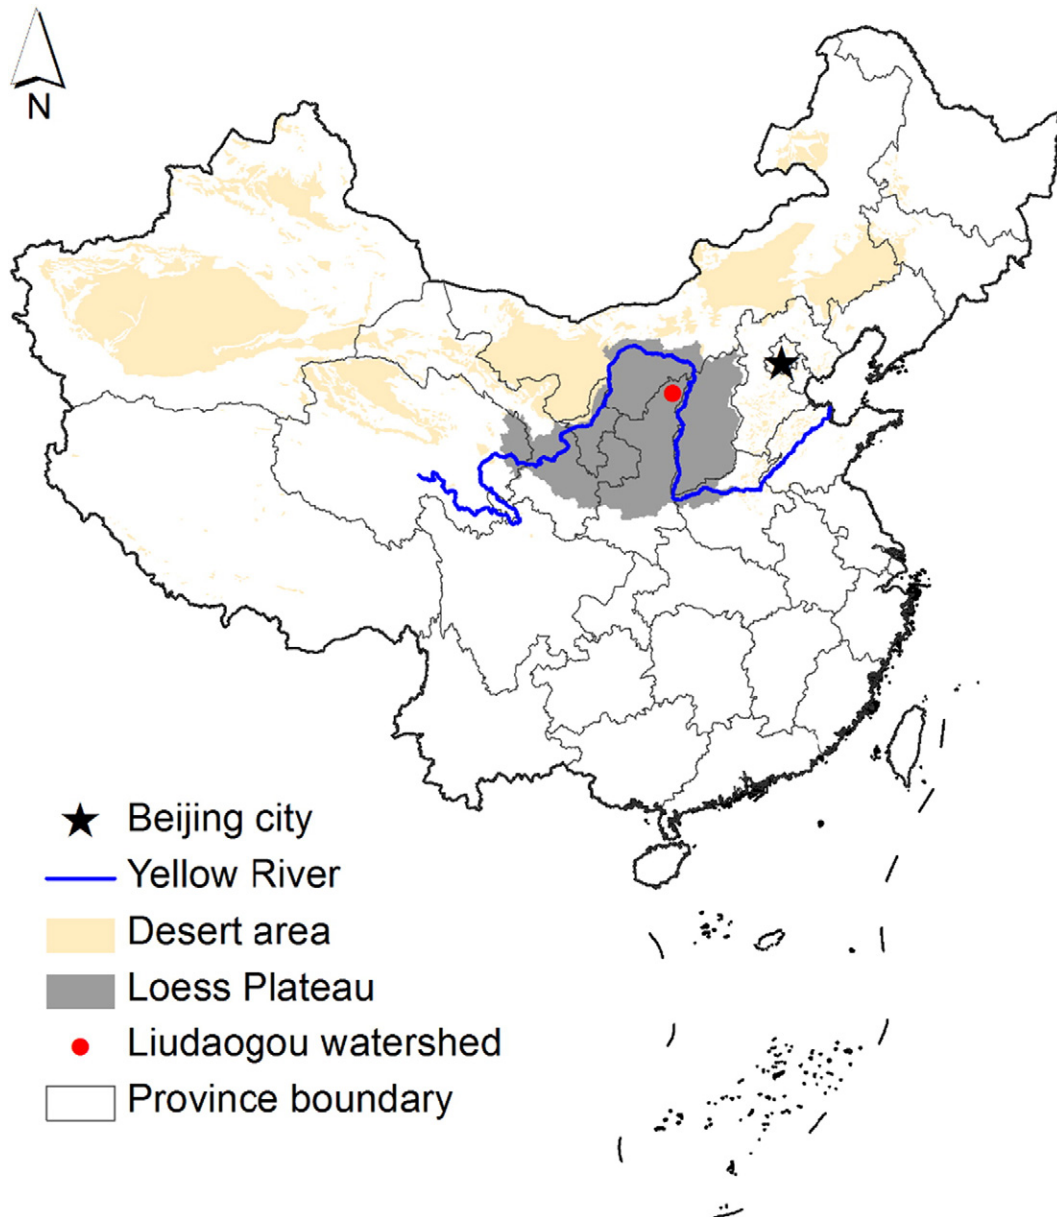 N
Beijing city
Yellow River
Desert area
Loess Plateau
Liudaogou watershed
Province boundary